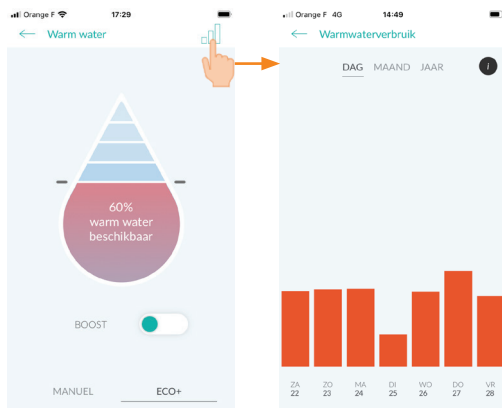 Orange F 17:29
Warm water
60%
warm water
beschikbaar
BOOST
MANUEL ECO+
Orange F 4G 14:49
Warmwaterverbruik
DAG MAAND JAAR
i
ZA ZO MA DI WO DO VR
22 23 24 25 26 27 28